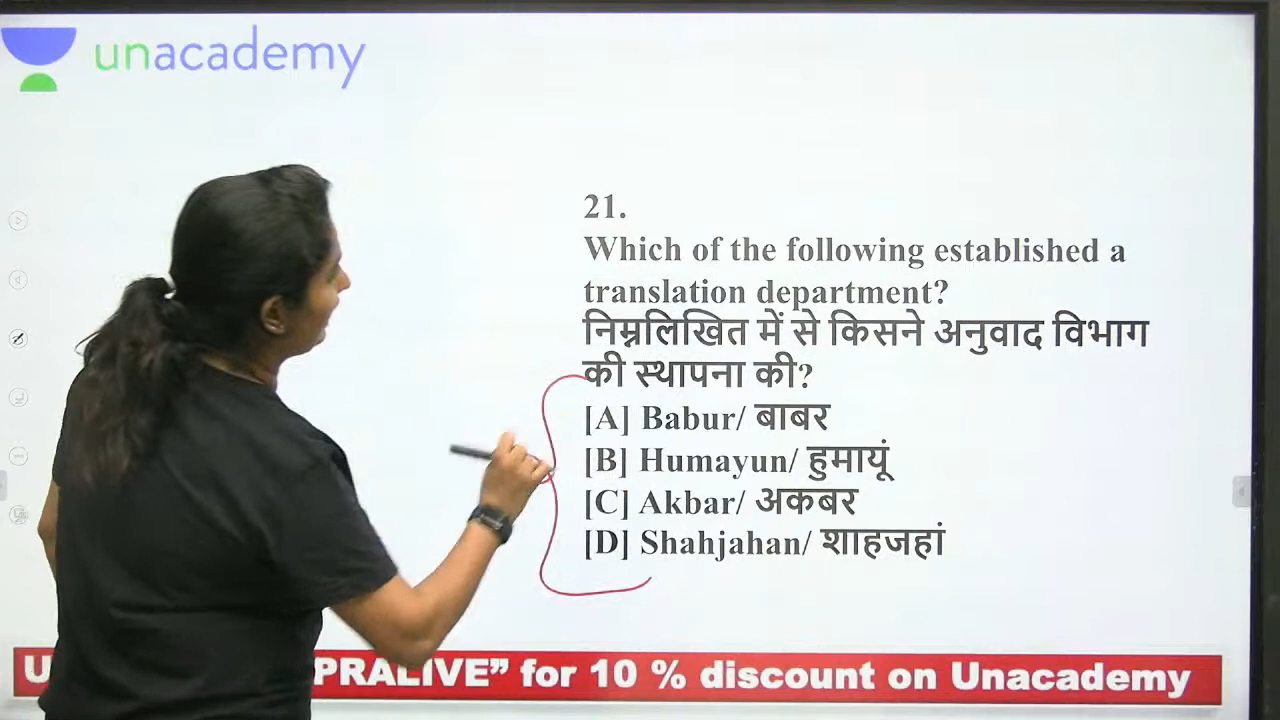 unacademy
21.
Which of the following established a
translation department?
निम्नलिखित में से किसने अनुवाद विभाग
की स्थापना की?
[A] Babur/ बाबर
[B] Humayun/ हुमायूं
[C] Akbar/ अकबर
[D] Shahjahan/ शाहजहां
PRALIVE” for 10 % discount on Unacademy